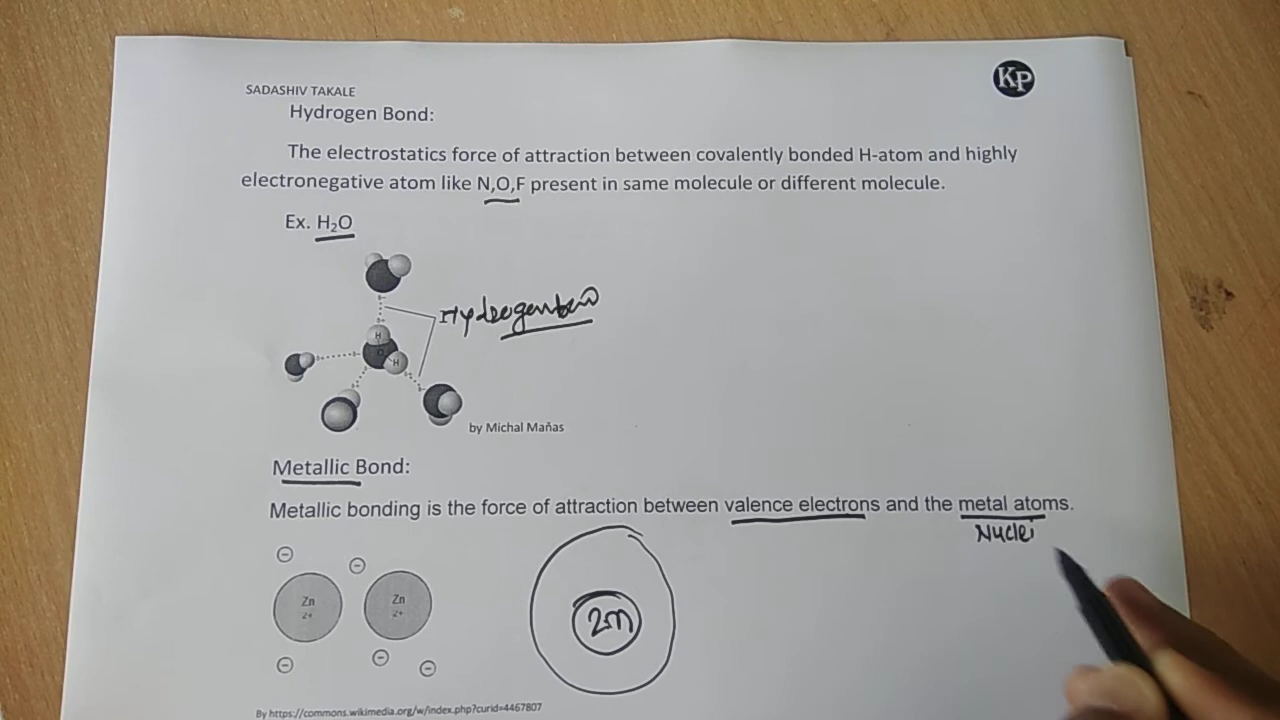 KP
SADASHIV TAKALE
Hydrogen Bond:
The electrostatics force of attraction between covalently bonded H-atom and highly
electronegative atom like N,O,F present in same molecule or different molecule.
Ex. H₂O
H
O
H
by Michal Maňas
Metallic Bond:
Metallic bonding is the force of attraction between valence electrons and the metal atoms.
Nuclei
Zn
2+
Zn
2+
By https://commons.wikimedia.org/w/index.php?curid=4467807